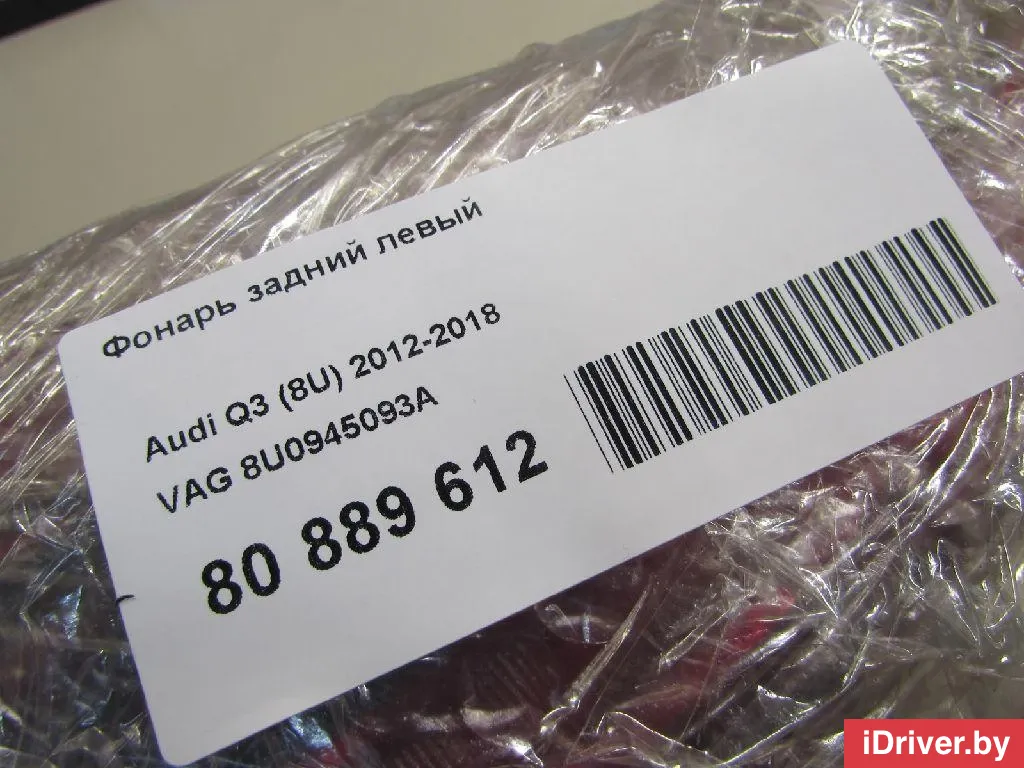 Фонарь задний левый
Audi Q3 (8U) 2012-2018
VAG 8U0945093A
80 889 612
iDriver.by